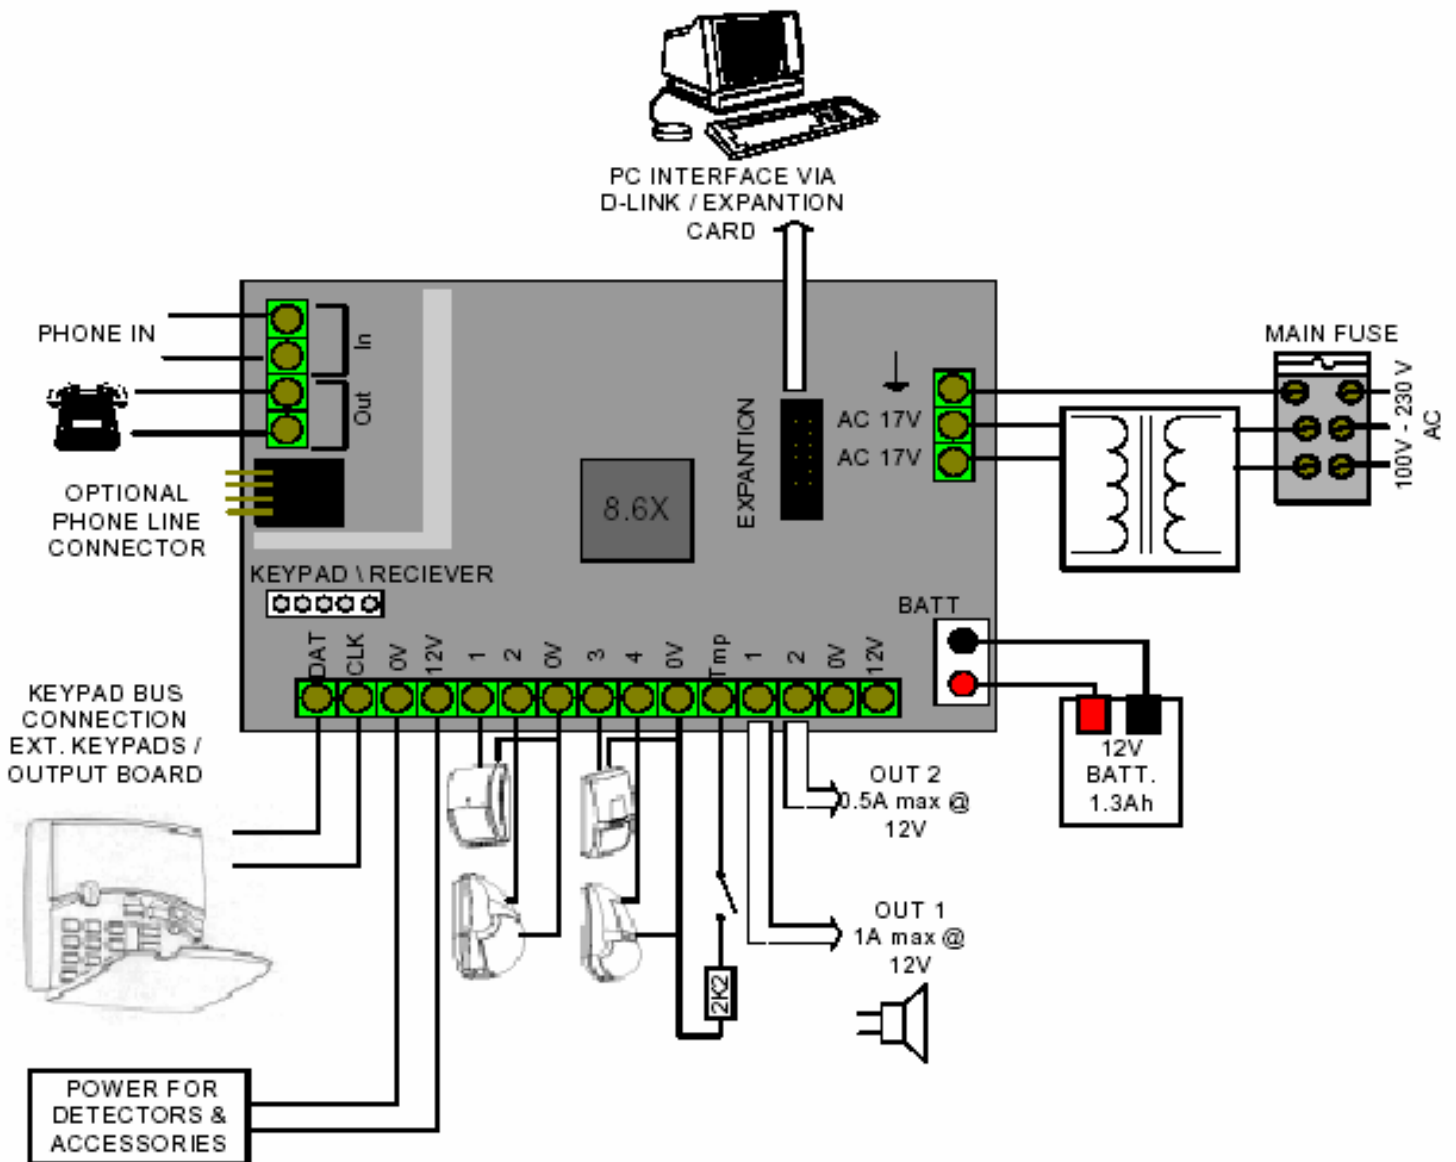 PC INTERFACE VIA
D-LINK / EXPANTION
CARD
PHONE IN
In
Out
OPTIONAL
PHONE LINE
CONNECTOR
8.6X
EXPANTION
AC 17V
AC 17V
MAIN FUSE
100V - 230 V
AC
KEYPAD \ RECIEVER
BATT
DAT
CLK
0V
12V
1
2
0V
3
4
0V
Tmp
1
2
0V
12V
KEYPAD BUS
CONNECTION
EXT. KEYPADS /
OUTPUT BOARD
12V
BATT.
1.3Ah
OUT 2
0.5A max @
12V
OUT 1
1A max @
12V
2K2
POWER FOR
DETECTORS &
ACCESSORIES